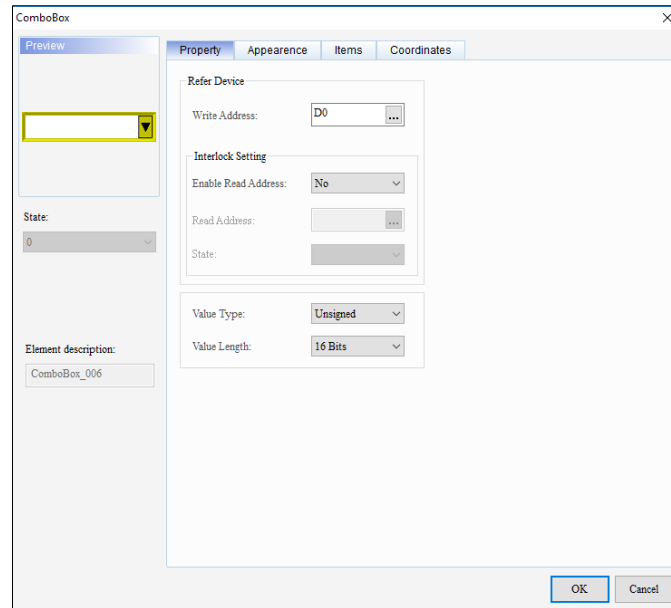 ComboBox
Preview
State:
0
Element description:
ComboBox_006
Property Appearence Items Coordinates
Refer Device
Write Address: D0 ...
Interlock Setting
Enable Read Address: No
Read Address: ...
State:
Value Type: Unsigned
Value Length: 16 Bits
OK Cancel